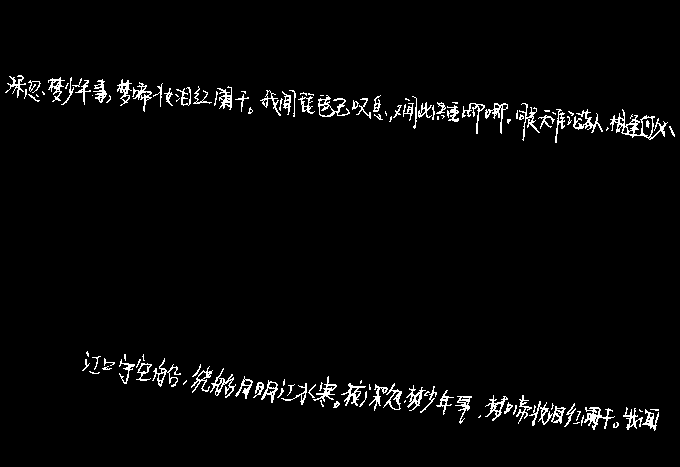 深忽梦少年事，梦啼妆泪红阑干。我闻琵琶已叹息，又闻此语重唧唧。同是天涯沦落人，相逢何必
江口守空船，绕船月明江水寒。夜深忽梦少年事，梦啼妆泪红阑干。我闻